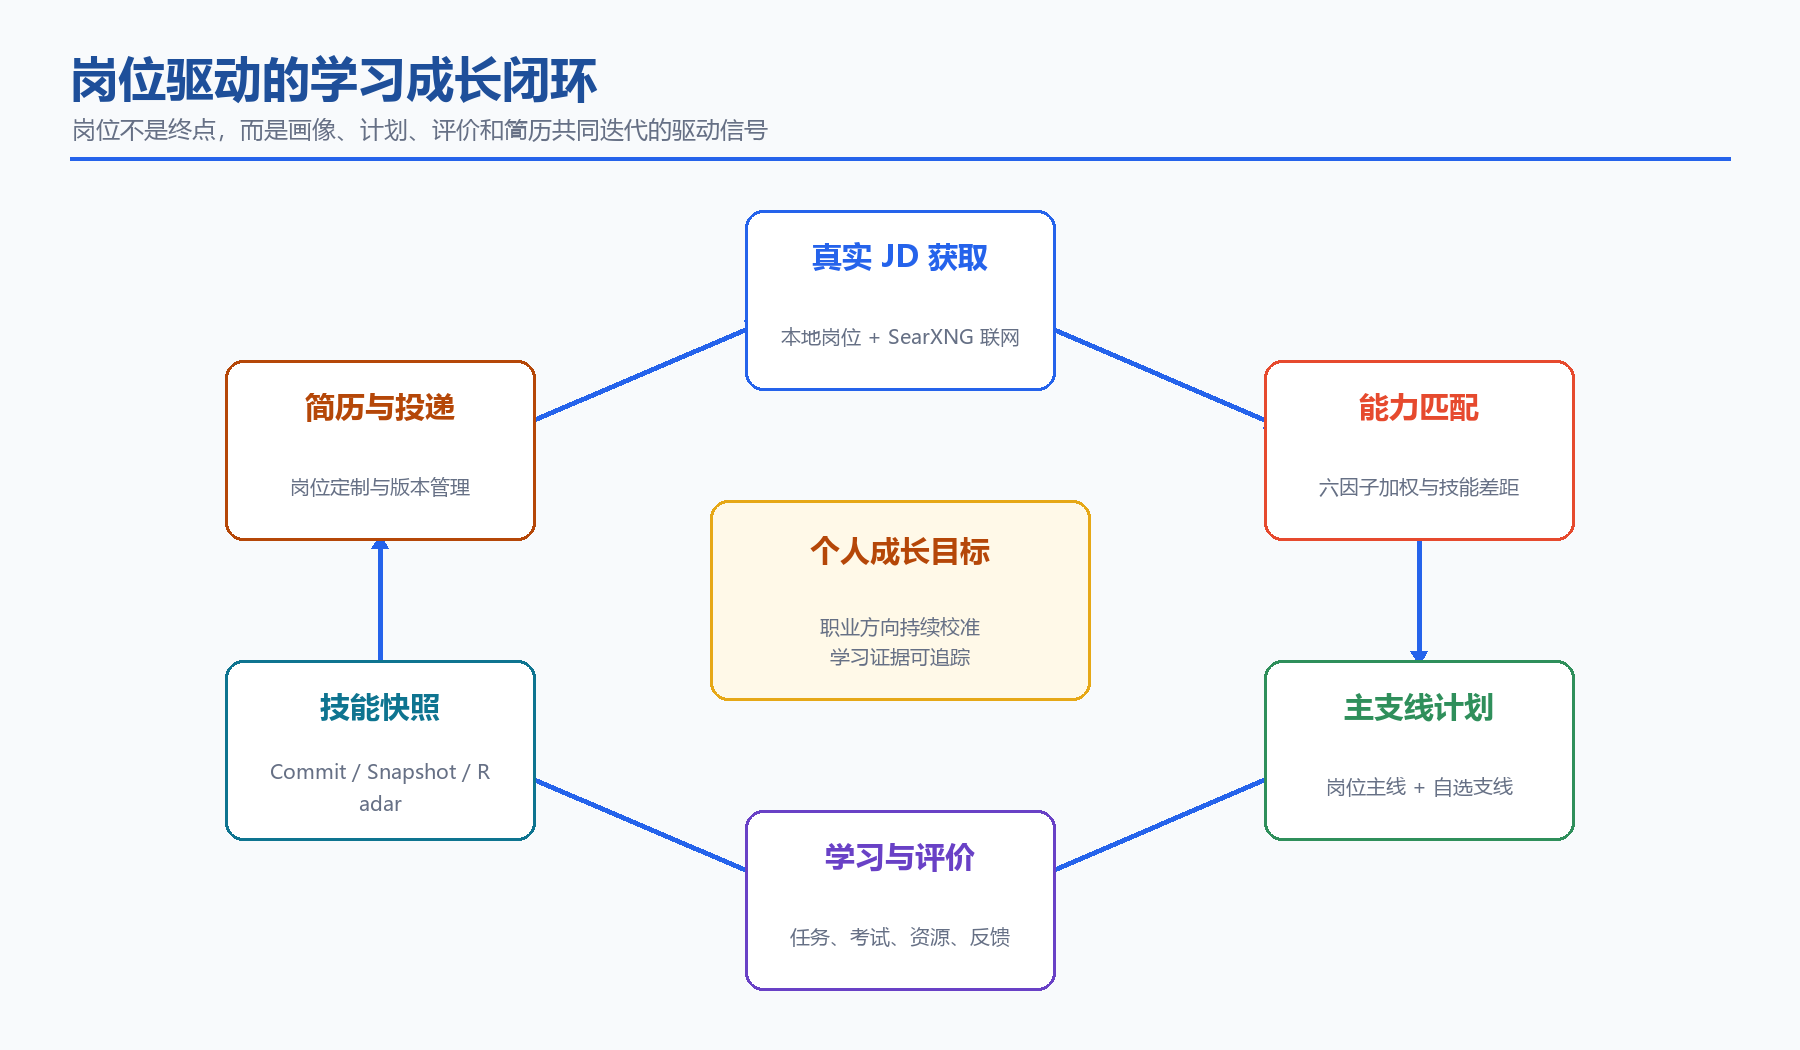 岗位驱动的学习成长闭环
岗位不是终点，而是画像、计划、评价和简历共同迭代的驱动信号
真实 JD 获取
本地岗位 + SearXNG 联网
简历与投递
岗位定制与版本管理
能力匹配
六因子加权与技能差距
个人成长目标
职业方向持续校准
学习证据可追踪
技能快照
Commit / Snapshot / R
adar
主支线计划
岗位主线 + 自选支线
学习与评价
任务、考试、资源、反馈